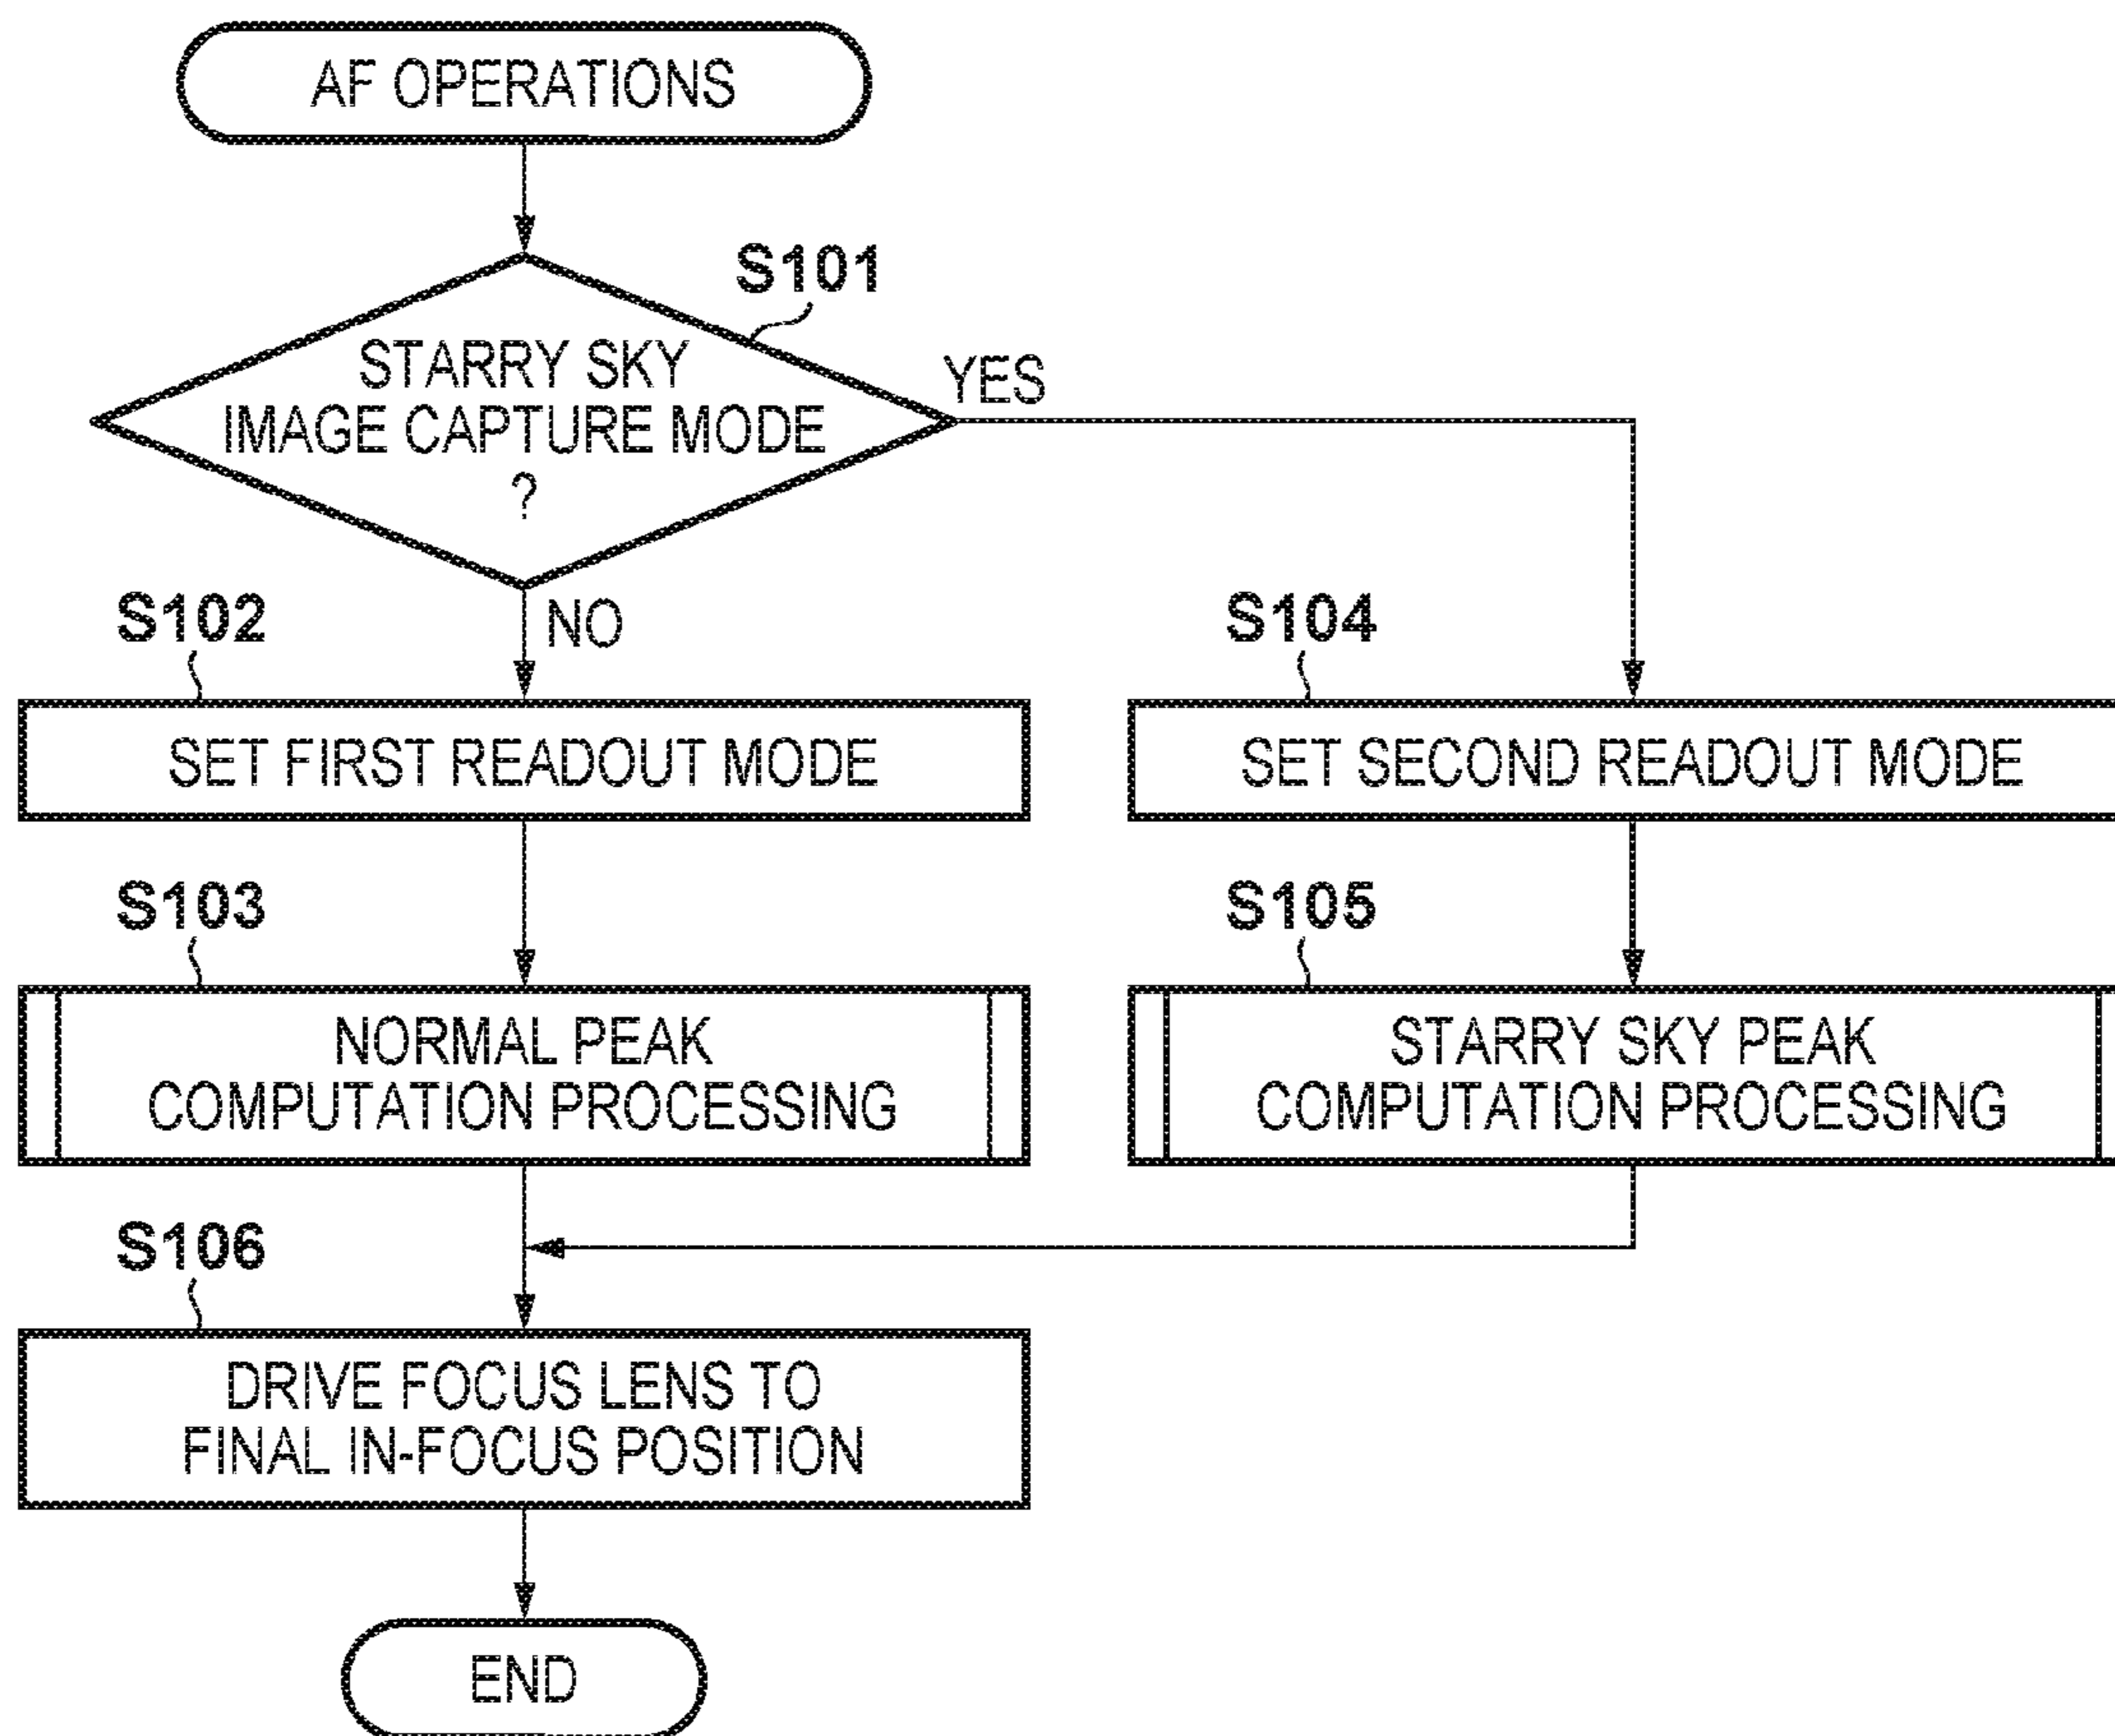 AF OPERATIONS
S101
STARRY SKY
IMAGE CAPTURE MODE
?
YES
NO
S102
SET FIRST READOUT MODE
S104
SET SECOND READOUT MODE
S103
NORMAL PEAK
COMPUTATION PROCESSING
S105
STARRY SKY PEAK
COMPUTATION PROCESSING
S106
DRIVE FOCUS LENS TO
FINAL IN-FOCUS POSITION
END